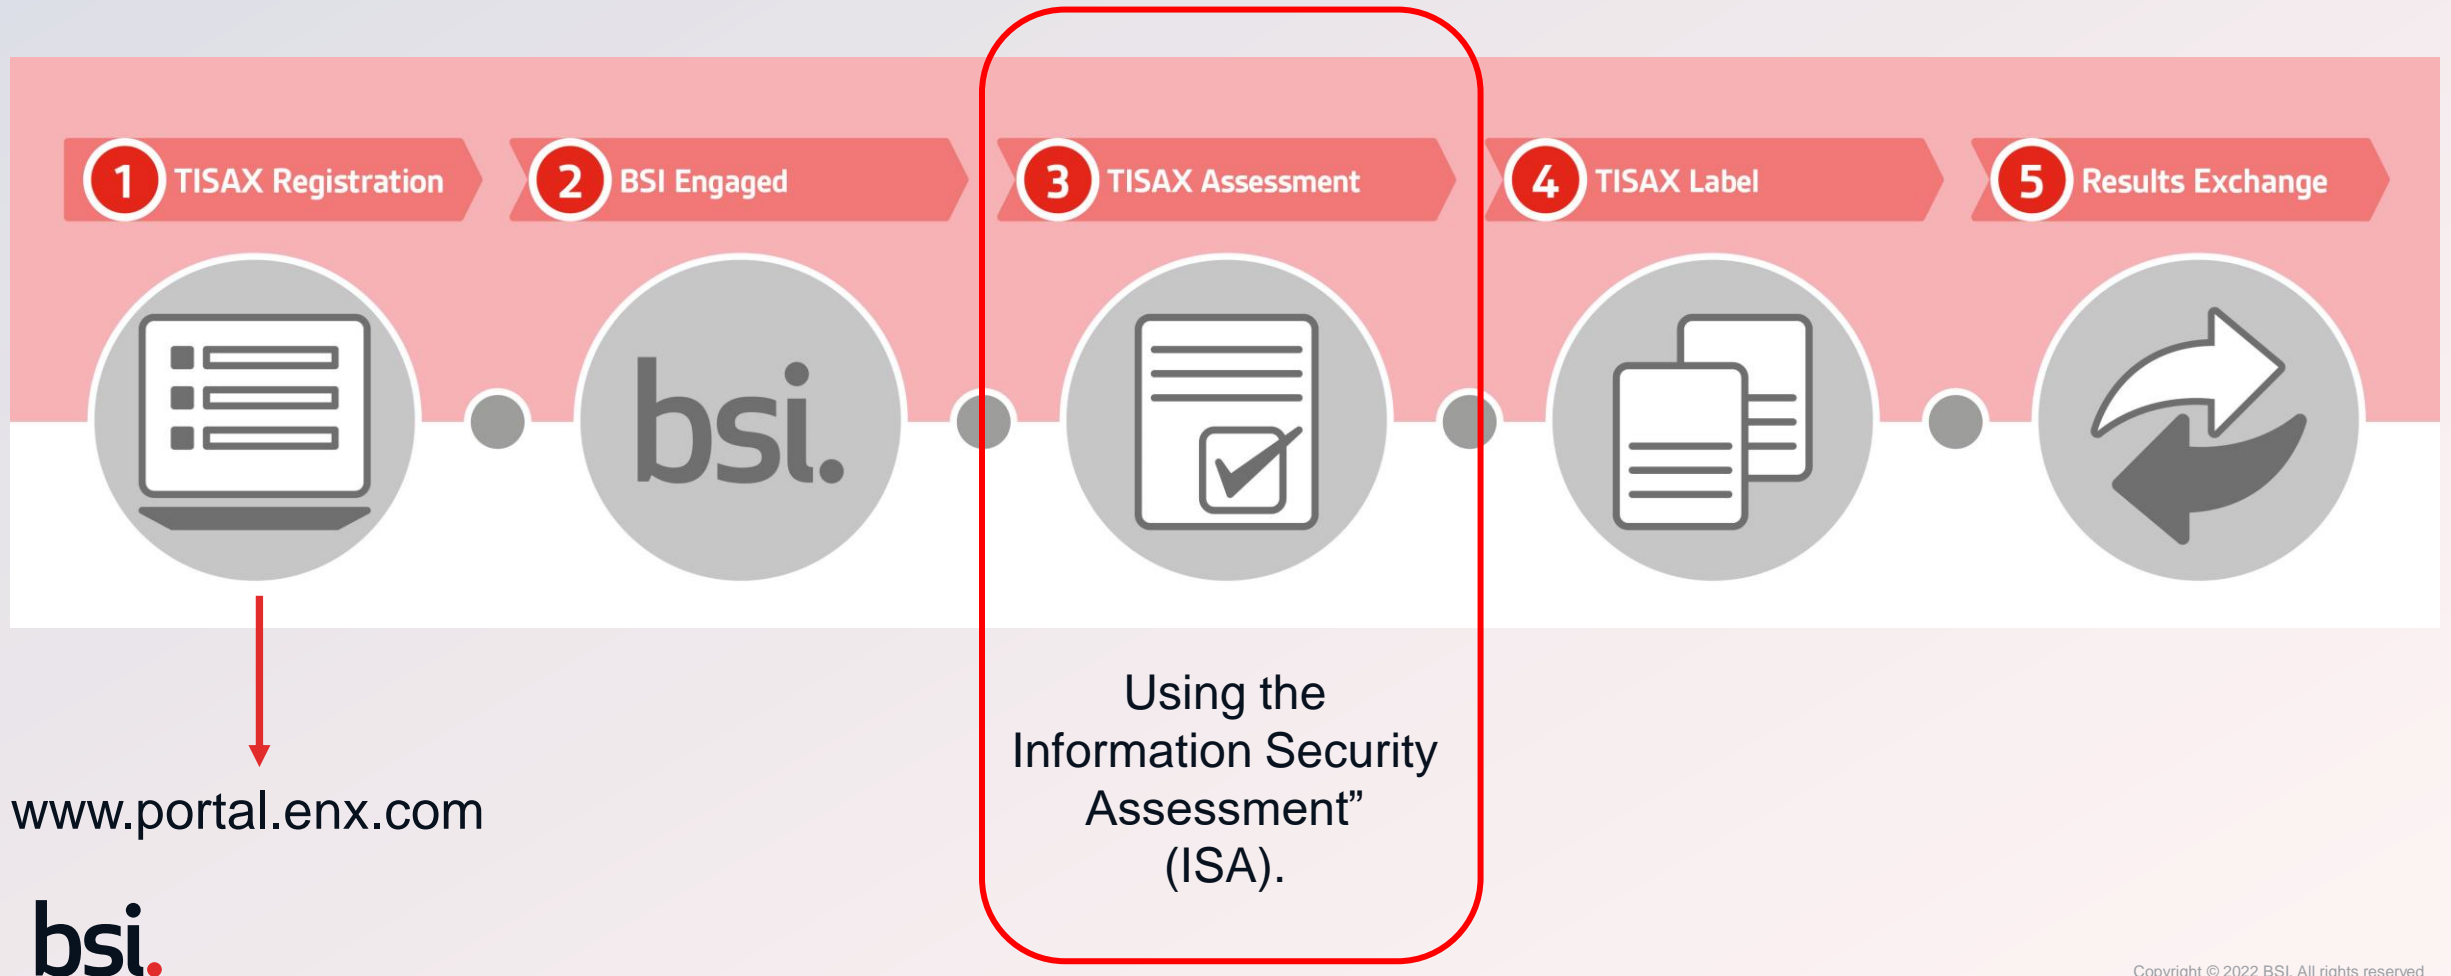 1 TISAX Registration
2 BSI Engaged
3 TISAX Assessment
4 TISAX Label
5 Results Exchange
bsi.
www.portal.enx.com
Using the
Information Security
Assessment”
(ISA).
bsi.
Copyright © 2022 BSI. All rights reserved